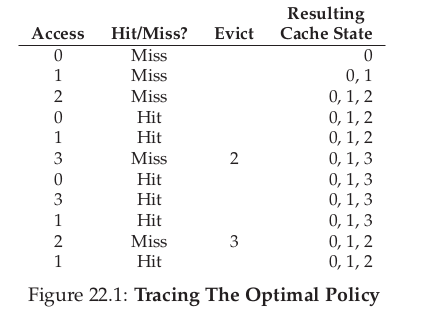 Resulting
Access Hit/Miss? Evict Cache State
0 Miss 0
1 Miss 0, 1
2 Miss 0, 1, 2
0 Hit 0, 1, 2
1 Hit 0, 1, 2
3 Miss 2 0, 1, 3
0 Hit 0, 1, 3
3 Hit 0, 1, 3
1 Hit 0, 1, 3
2 Miss 3 0, 1, 2
1 Hit 0, 1, 2
Figure 22.1: Tracing The Optimal Policy